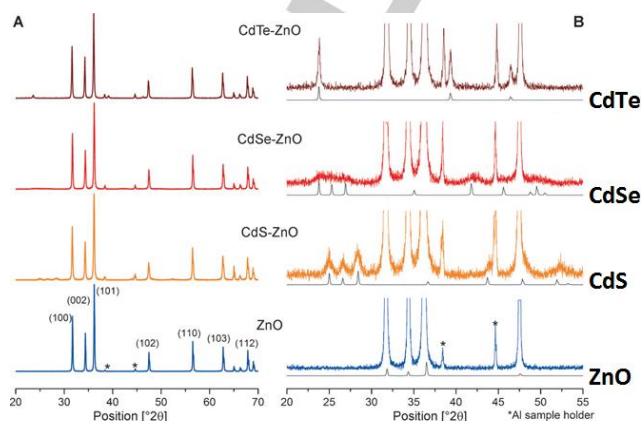 A
B
CdTe-ZnO
CdTe
CdSe-ZnO
CdSe
CdS-ZnO
CdS
(101)
(002)
(100)
ZnO
(102)
(110)
(103)
(112)
*
*
*
*
ZnO
20 30 40 50 60 70
20 25 30 35 40 45 50 55
Position [°2θ]
Position [°2θ]
*Al sample holder